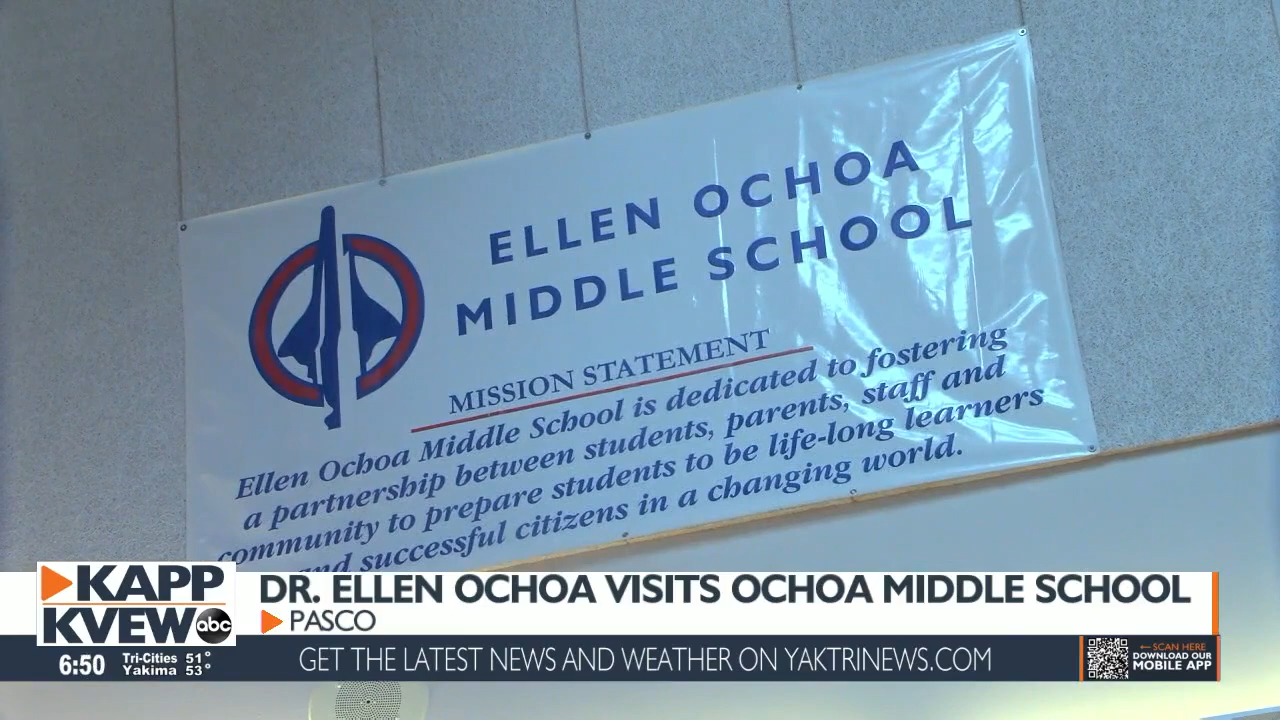 ELLEN OCHOA
MIDDLE SCHOOL
MISSION STATEMENT
Ellen Ochoa Middle School is dedicated to fostering
a partnership between students, parents, staff and
community to prepare students to be life-long learners
and successful citizens in a changing world.
KAPP
KVEW abc
DR. ELLEN OCHOA VISITS OCHOA MIDDLE SCHOOL
PASCO
6:50
Tri-Cities 51°
Yakima 53°
GET THE LATEST NEWS AND WEATHER ON YAKTRINEWS.COM
←SCAN HERE
DOWNLOAD OUR
MOBILE APP